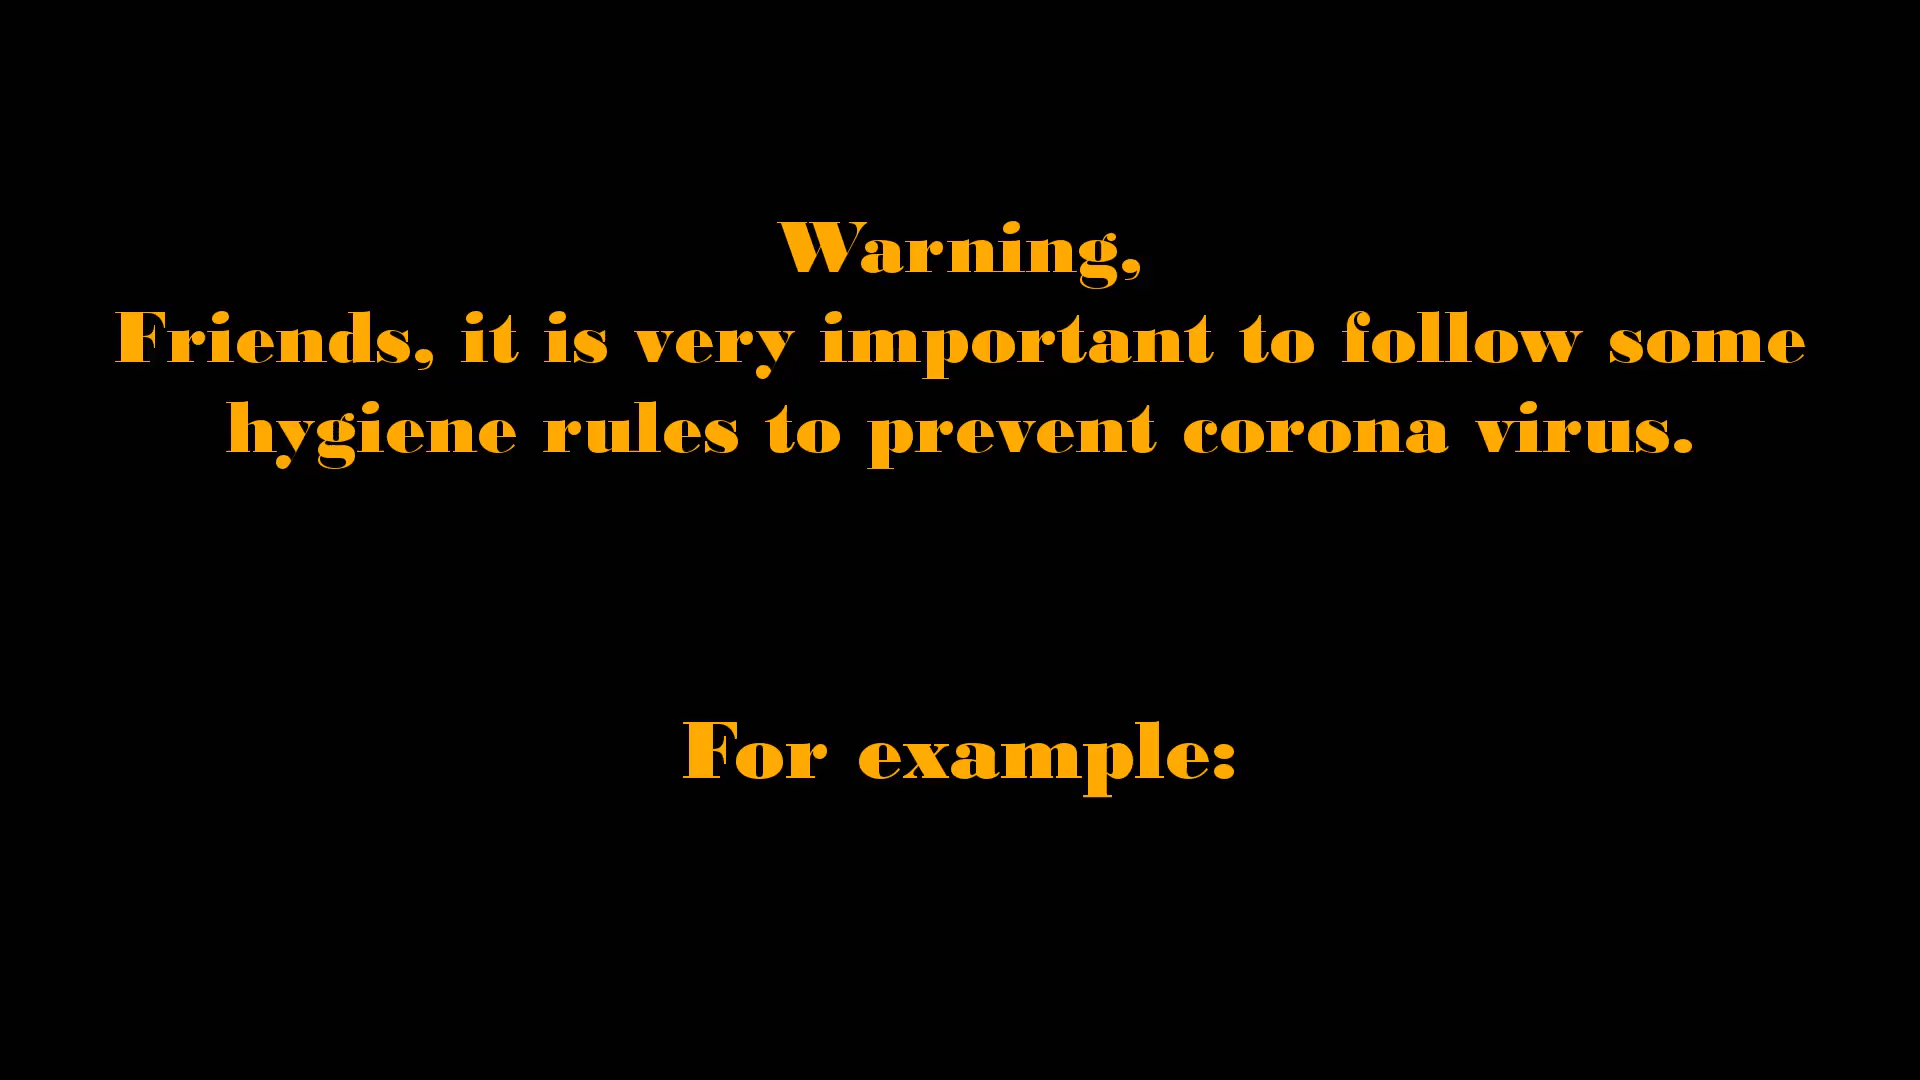 Warning,
Friends, it is very important to follow some
hygiene rules to prevent corona virus.
For example: